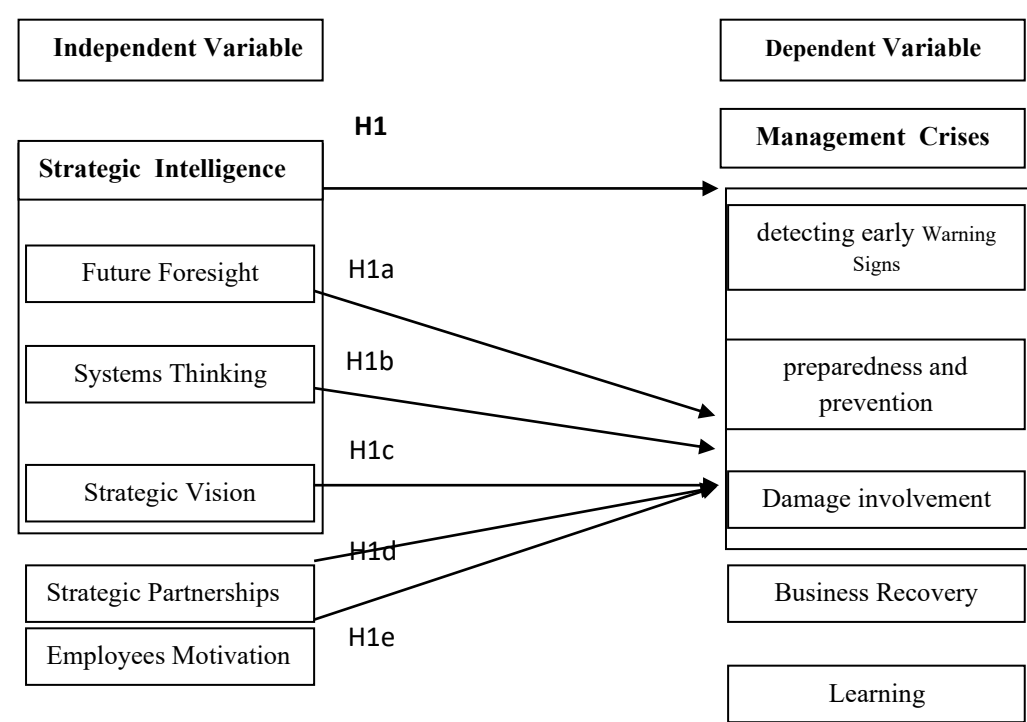 Independent Variable
Dependent Variable
H1
Management Crises
Strategic Intelligence
detecting early Warning
Signs
Future Foresight
H1a
Systems Thinking
H1b
preparedness and
prevention
H1c
Strategic Vision
Damage involvement
H1d
Strategic Partnerships
Business Recovery
H1e
Employees Motivation
Learning